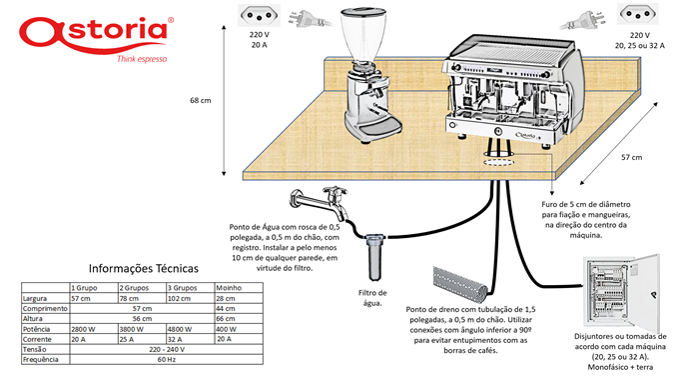 astoria®
Think espresso
220 V
20 A
220 V
20, 25 ou 32 A
68 cm
57 cm
Furo de 5 cm de diâmetro
para fiação e mangueiras,
na direção do centro da
máquina.
Ponto de Água com rosca de 0,5
polegada, a 0,5 m do chão, com
registro. Instalar a pelo menos
10 cm de qualquer parede, em
virtude do filtro.
Filtro de
água.
Ponto de dreno com tubulação de 1,5
polegadas, a 0,5 m do chão. Utilizar
conexões com ângulo inferior a 90º
para evitar entupimentos com as
borras de cafés.
Disjuntores ou tomadas de
acordo com cada máquina
(20, 25 ou 32 A).
Monofásico + terra
Informações Técnicas
1 Grupo 2 Grupos 3 Grupos Moinho
Largura 57 cm 78 cm 102 cm 28 cm
Comprimento 57 cm 44 cm
Altura 56 cm 66 cm
Potência 2800 W 3800 W 4800 W 400 W
Corrente 20 A 25 A 32 A 20 A
Tensão 220 - 240 V
Frequência 60 Hz